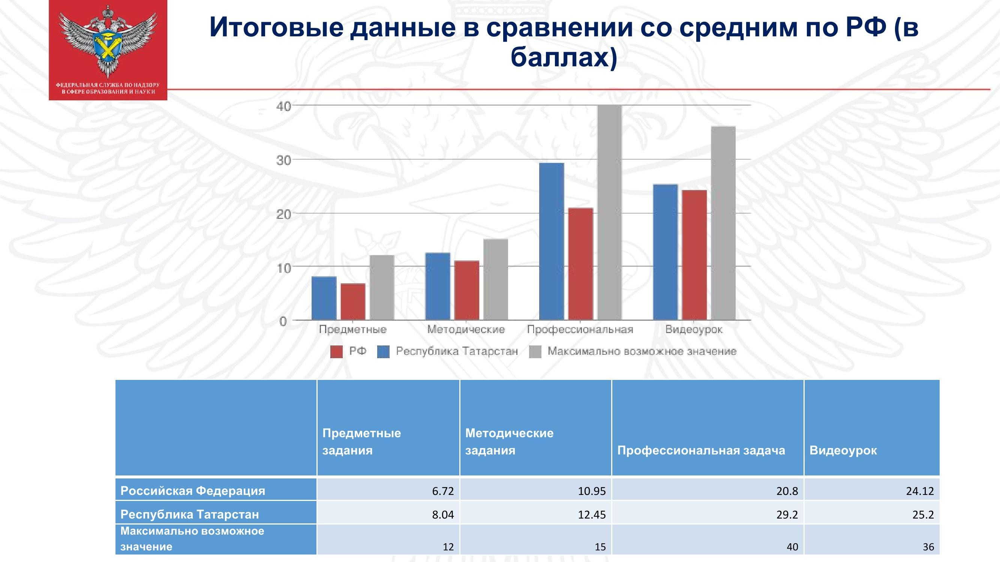 ФЕДЕРАЛЬНАЯ СЛУЖБА ПО НАДЗОРУ
В СФЕРЕ ОБРАЗОВАНИЯ И НАУКИ
Итоговые данные в сравнении со средним по РФ (в
баллах)
40
30
20
10
0
Предметные Методические Профессиональная Видеоурок
РФ Республика Татарстан Максимально возможное значение
Предметные
задания
Методические
задания
Профессиональная задача
Видеоурок
Российская Федерация 6.72 10.95 20.8 24.12
Республика Татарстан 8.04 12.45 29.2 25.2
Максимально возможное
значение 12 15 40 36